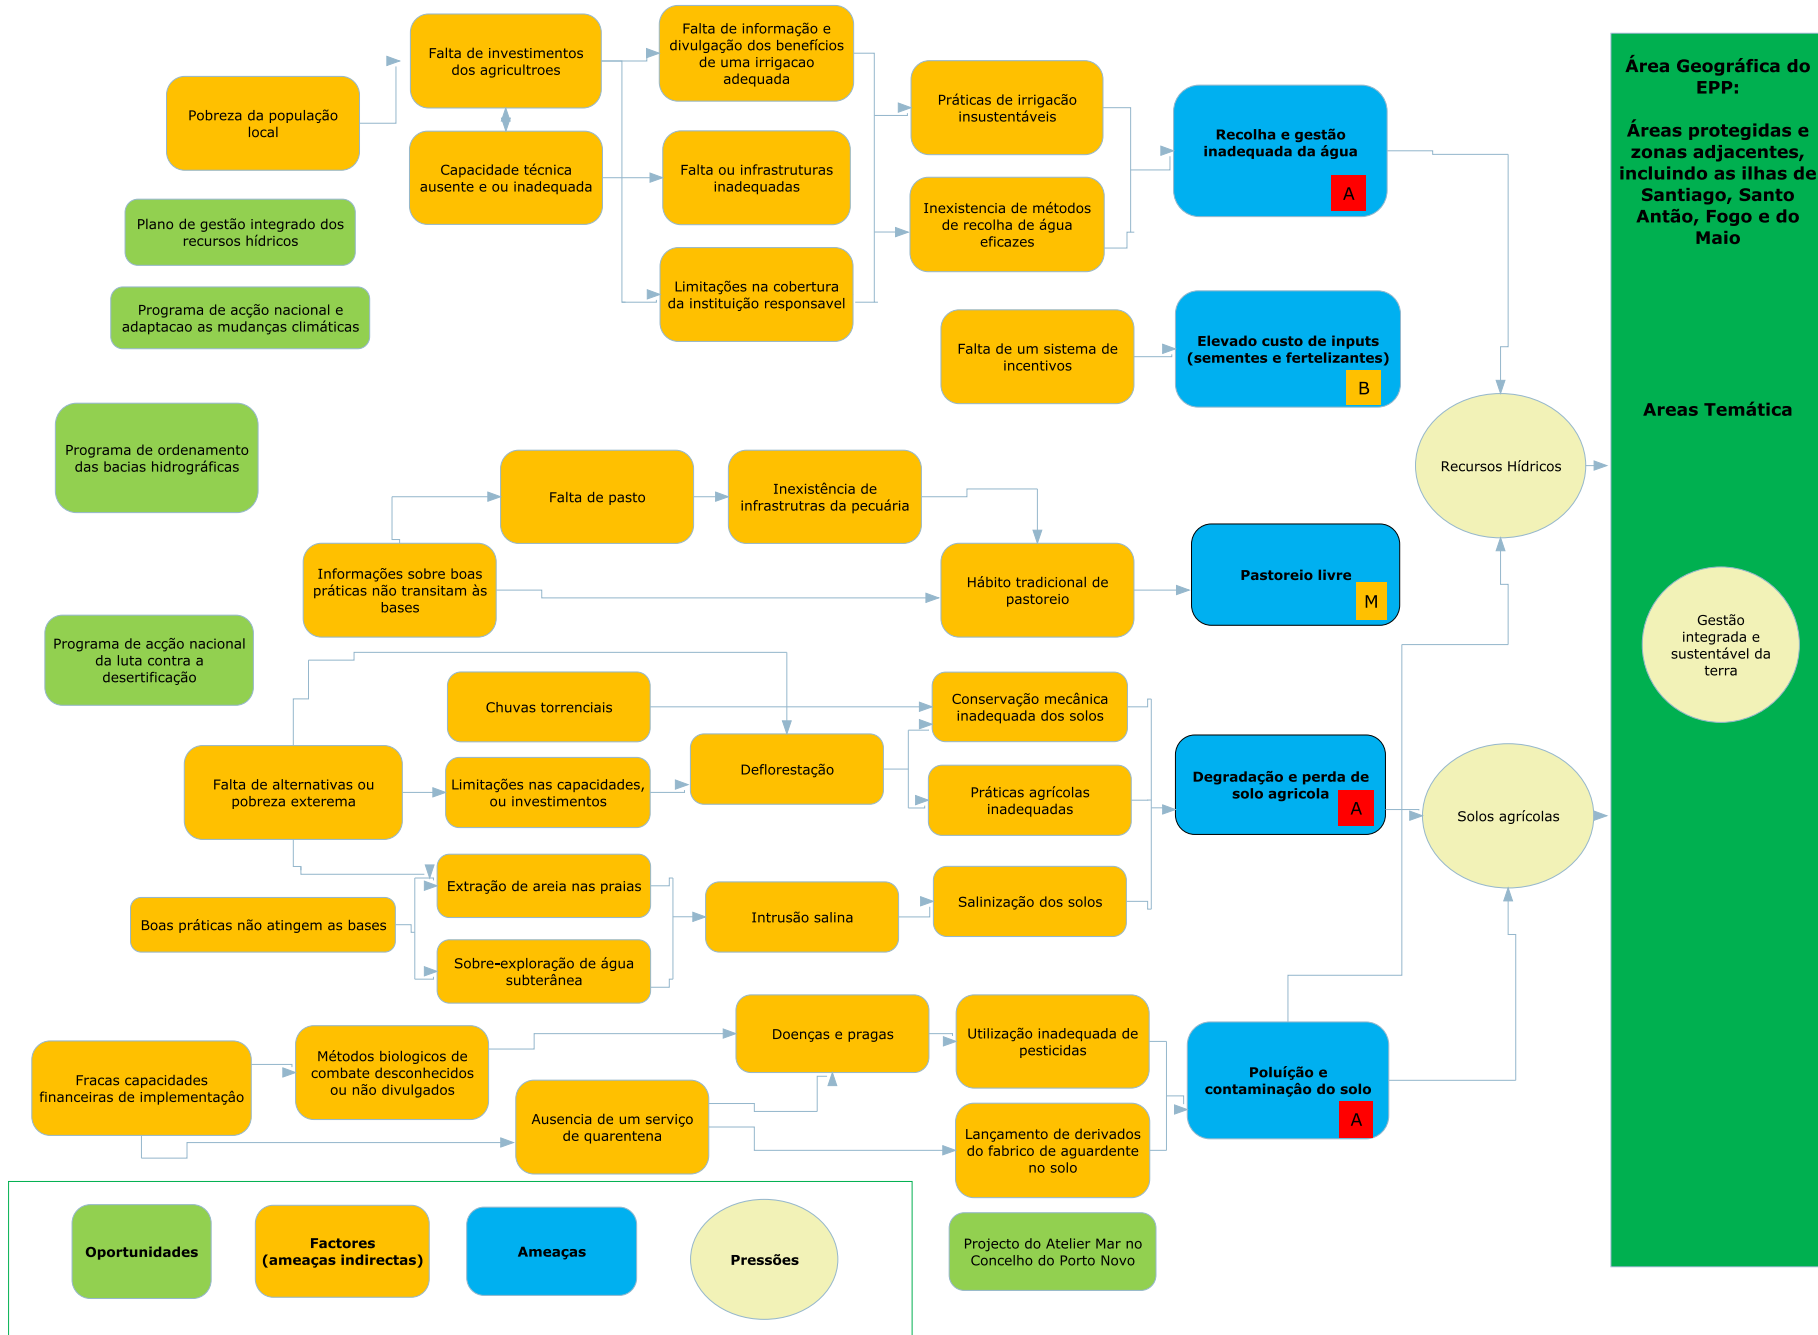 Pobreza da população
local
Falta de investimentos
dos agricultroes
Capacidade técnica
ausente e ou inadequada
Falta de informação e
divulgação dos benefícios
de uma irrigacao
adequada
Falta ou infrastruturas
inadequadas
Limitações na cobertura
da instituição responsavel
Práticas de irrigacão
insustentáveis
Inexistencia de métodos
de recolha de água
eficazes
Recolha e gestão
inadequada da água
A
Plano de gestão integrado dos
recursos hídricos
Programa de acção nacional e
adaptacao as mudanças climáticas
Falta de um sistema de
incentivos
Elevado custo de inputs
(sementes e fertelizantes)
B
Programa de ordenamento
das bacias hidrográficas
Falta de pasto
Inexistência de
infrastrutras da pecuária
Informações sobre boas
práticas não transitam às
bases
Hábito tradicional de
pastoreio
Pastoreio livre
M
Recursos Hídricos
Programa de acção nacional
da luta contra a
desertificação
Chuvas torrenciais
Conservação mecânica
inadequada dos solos
Falta de alternativas ou
pobreza exterema
Limitações nas capacidades,
ou investimentos
Deflorestação
Práticas agrícolas
inadequadas
Degradação e perda de
solo agricola
A
Solos agrícolas
Extração de areia nas praias
Boas práticas não atingem as bases
Sobre-exploração de água
subterânea
Intrusão salina
Salinização dos solos
Fracas capacidades
financeiras de implementaçâo
Métodos biologicos de
combate desconhecidos
ou não divulgados
Ausencia de um serviço
de quarentena
Doenças e pragas
Utilização inadequada de
pesticidas
Lançamento de derivados
do fabrico de aguardente
no solo
Poluíção e
contaminaçâo do solo
A
Área Geográfica do
EPP:
Áreas protegidas e
zonas adjacentes,
incluindo as ilhas de
Santiago, Santo
Antão, Fogo e do
Maio
Areas Temática
Gestão
integrada e
sustentável da
terra
Oportunidades
Factores
(ameaças indirectas)
Ameaças
Pressões
Projecto do Atelier Mar no
Concelho do Porto Novo